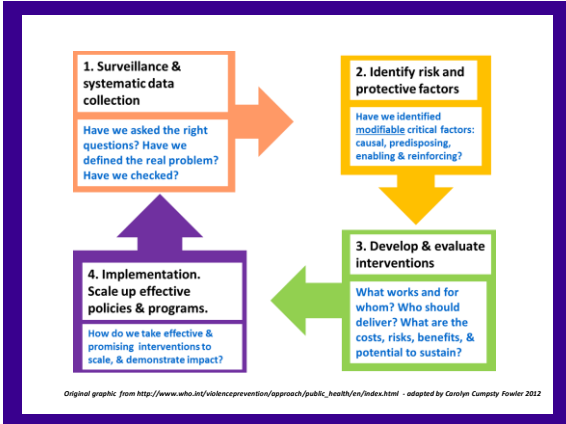 1. Surveillance &
systematic data
collection
Have we asked the right
questions? Have we
defined the real problem?
Have we checked?
2. Identify risk and
protective factors
Have we identified
modifiable critical factors:
causal, predisposing,
enabling & reinforcing?
3. Develop & evaluate
interventions
What works and for
whom? Who should
deliver? What are the
costs, risks, benefits, &
potential to sustain?
4. Implementation.
Scale up effective
policies & programs.
How do we take effective &
promising interventions to
scale, & demonstrate impact?
Original graphic from http://www.who.int/violenceprevention/approach/public_health/en/index.html - adapted by Carolyn Cumpsty Fowler 2012